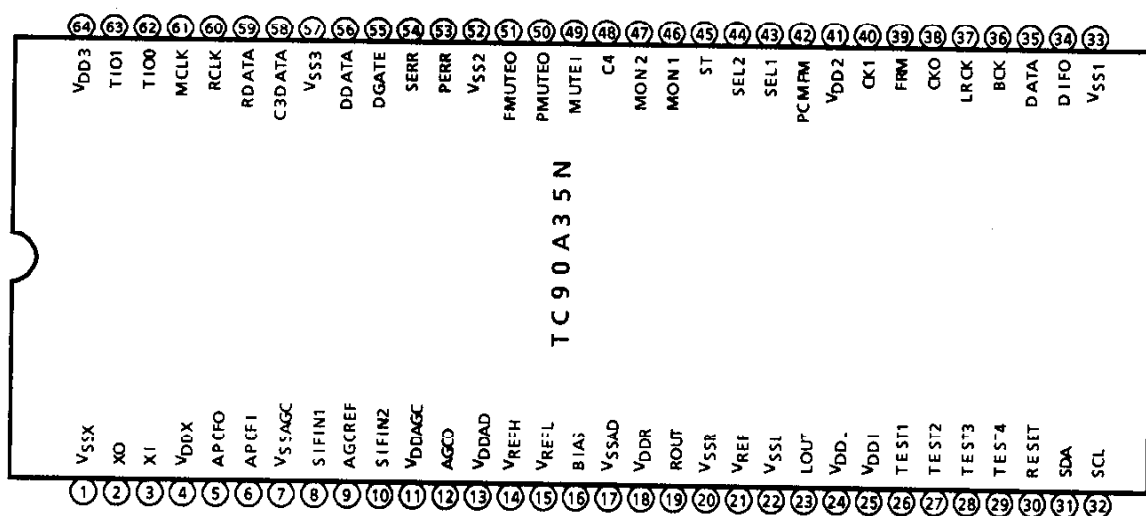 64 63 62 61 60 59 58 57 56 55 54 53 52 51 50 49 48 47 46 45 44 43 42 41 40 39 38 37 36 35 34 33
VDD3
TIO1
TIO0
MCLK
RCLK
RDATA
C3DATA
VSS3
DDATA
DGATE
SERR
PERR
VSS2
FMUTEO
PMUTEO
MUTEI
C4
MON2
MON1
ST
SEL2
SEL1
PCMFM
VDD2
CK1
FRM
CKO
LRCK
BCK
DATA
DIFO
VSS1
TC90A35N
VSSX
XO
XI
VDDX
APCFO
APCFI
VSSAGC
SIFIN1
AGCREF
SIFIN2
VDDAGC
AGCO
VDDAD
VREFH
VREFL
BIAS
VSSAD
VDDR
ROUT
VSSR
VREF
VSSL
LOUT
VDDL
VDD1
TEST1
TEST2
TEST3
TEST4
RESET
SDA
SCL
1 2 3 4 5 6 7 8 9 10 11 12 13 14 15 16 17 18 19 20 21 22 23 24 25 26 27 28 29 30 31 32